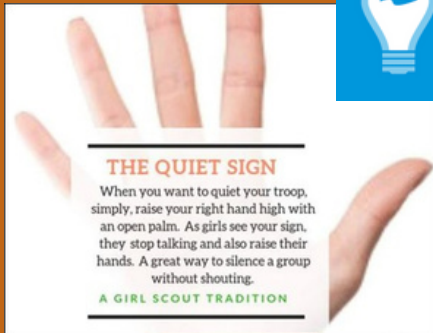 THE QUIET SIGN
When you want to quiet your troop,
simply, raise your right hand high with
an open palm. As girls see your sign,
they stop talking and also raise their
hands. A great way to silence a group
without shouting.
A GIRL SCOUT TRADITION